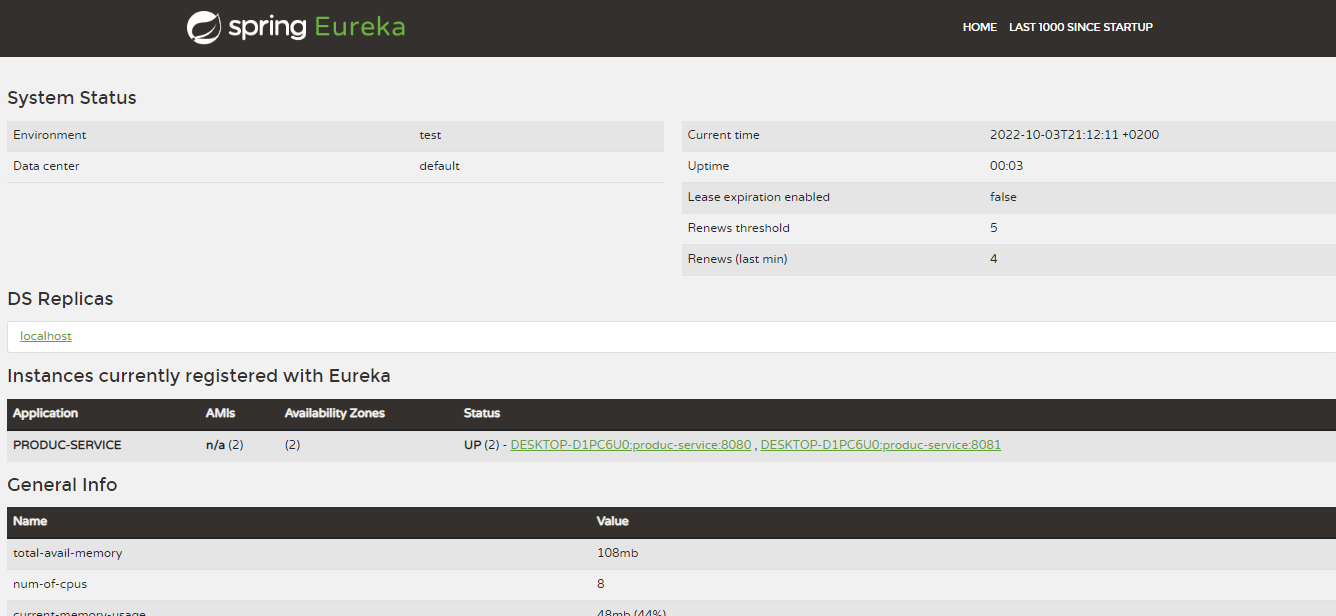 spring Eureka
HOME LAST 1000 SINCE STARTUP
System Status
Environment test
Data center default
Current time 2022-10-03T21:12:11 +0200
Uptime 00:03
Lease expiration enabled false
Renews threshold 5
Renews (last min) 4
DS Replicas
localhost
Instances currently registered with Eureka
Application AMIs Availability Zones Status
PRODUC-SERVICE n/a (2) (2) UP (2) - DESKTOP-D1PC6U0:produc-service:8080 , DESKTOP-D1PC6U0:produc-service:8081
General Info
Name Value
total-avail-memory 108mb
num-of-cpus 8
current-memory-usage 48mb (44%)